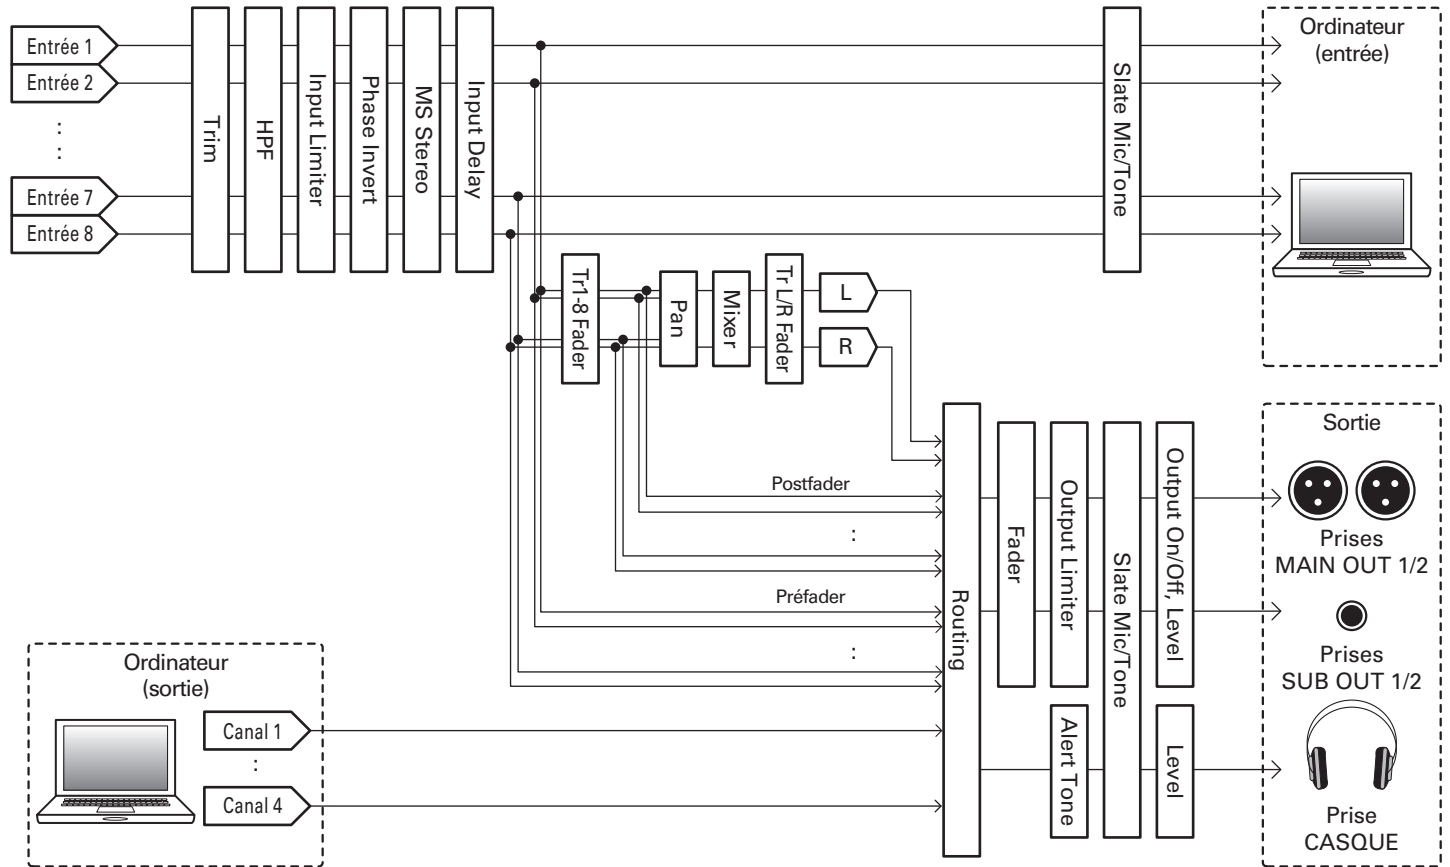 Entrée 1
Entrée 2
:
:
Entrée 7
Entrée 8
Trim
HPF
Input Limiter
Phase Invert
MS Stereo
Input Delay
Slate Mic/Tone
Ordinateur
(entrée)
Tr1-8 Fader
Pan
Mixer
Tr L/R Fader
L
R
Postfader
:
Préfader
:
Ordinateur
(sortie)
Canal 1
:
Canal 4
Routing
Fader
Output Limiter
Alert Tone
Slate Mic/Tone
Output On/Off, Level
Level
Sortie
Prises
MAIN OUT 1/2
Prises
SUB OUT 1/2
Prise
CASQUE